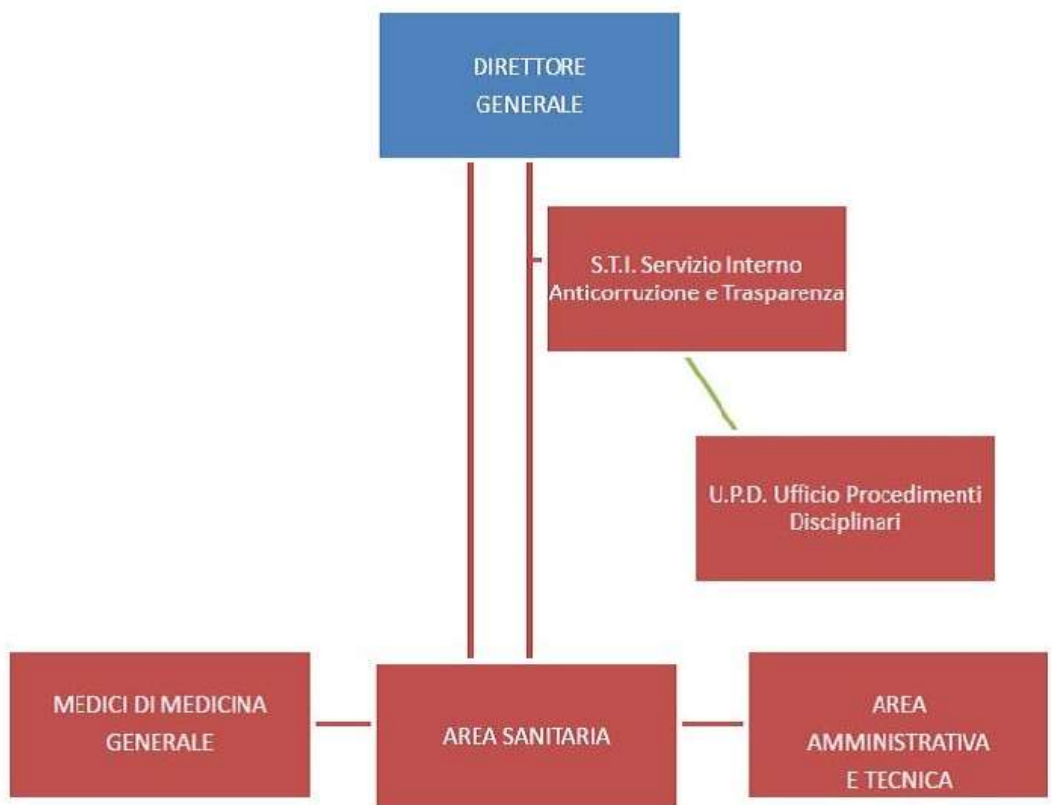 DIRETTORE
GENERALE
S.T.I. Servizio Interno
Anticorruzione e Trasparenza
U.P.D. Ufficio Procedimenti
Disciplinari
MEDICI DI MEDICINA
GENERALE
AREA SANITARIA
AREA
AMMINISTRATIVA
E TECNICA